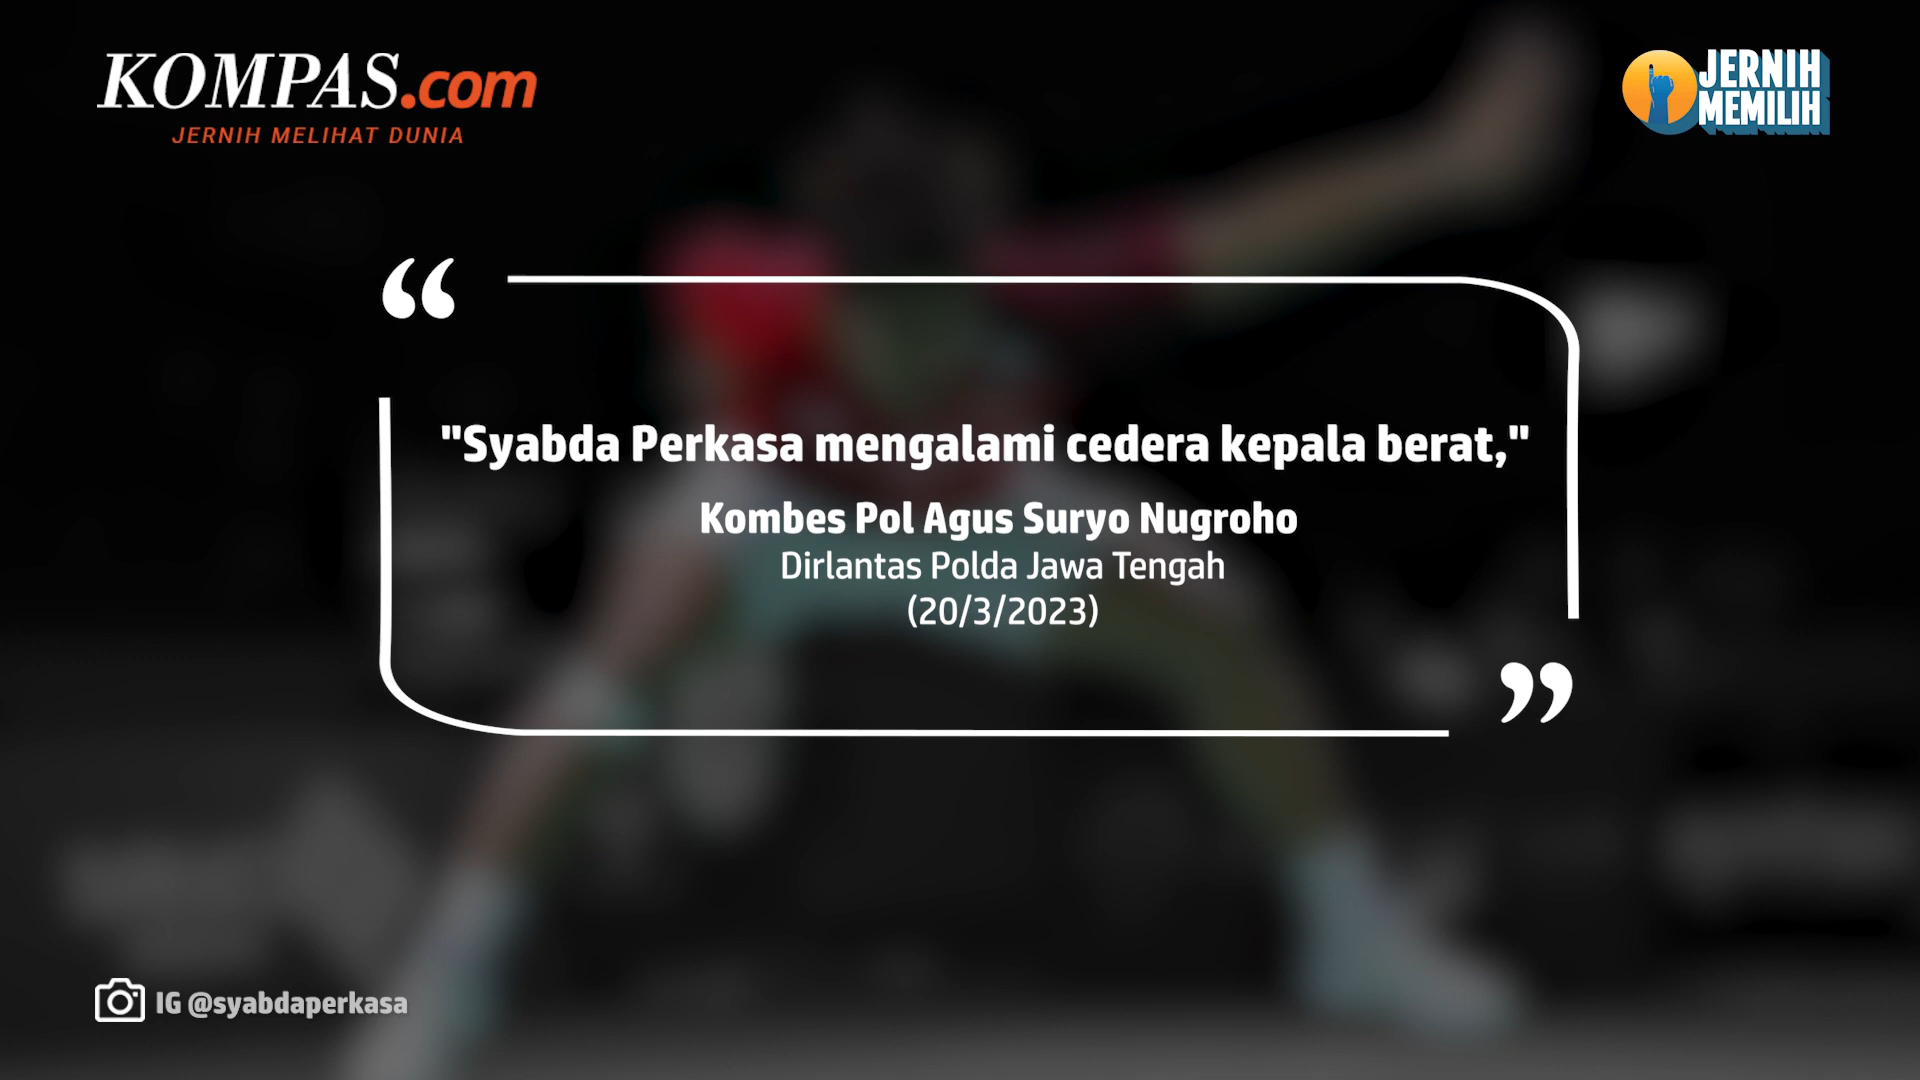 KOMPAS.com
JERNIH MELIHAT DUNIA
JERNIH
MEMILIH
“
"Syabda Perkasa mengalami cedera kepala berat,"
Kombes Pol Agus Suryo Nugroho
Dirlantas Polda Jawa Tengah
(20/3/2023)
”
IG @syabdaperkasa